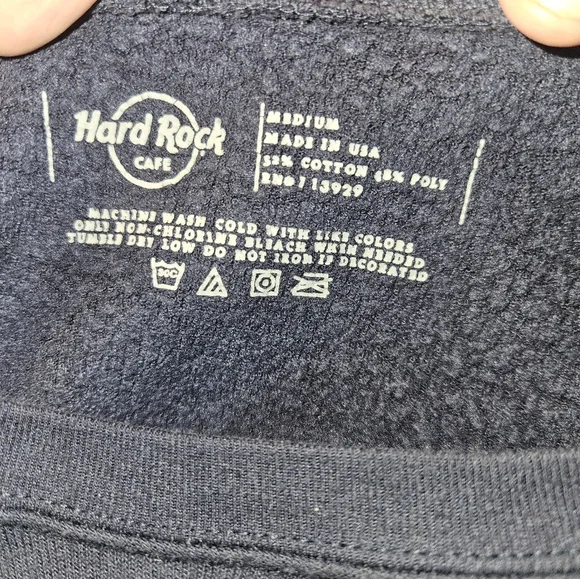 Hard Rock
CAFE
MEDIUM
MADE IN USA
52% COTTON 48% POLY
RN# 13929
MACHINE WASH COLD WITH LIKE COLORS
ONLY NON-CHLORINE BLEACH WHEN NEEDED
TUMBLE DRY LOW DO NOT IRON IF DECORATED
30C